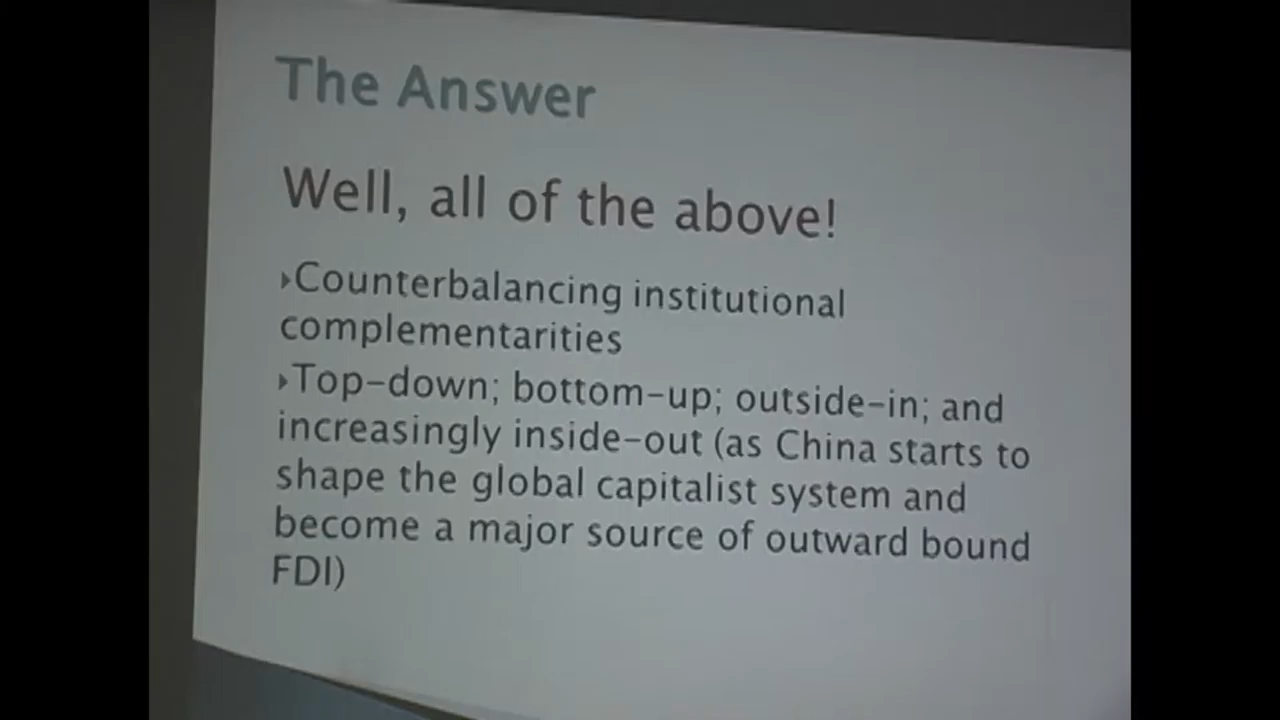 The Answer
Well, all of the above!
▸Counterbalancing institutional
complementarities
▸Top-down; bottom-up; outside-in; and
increasingly inside-out (as China starts to
shape the global capitalist system and
become a major source of outward bound
FDI)